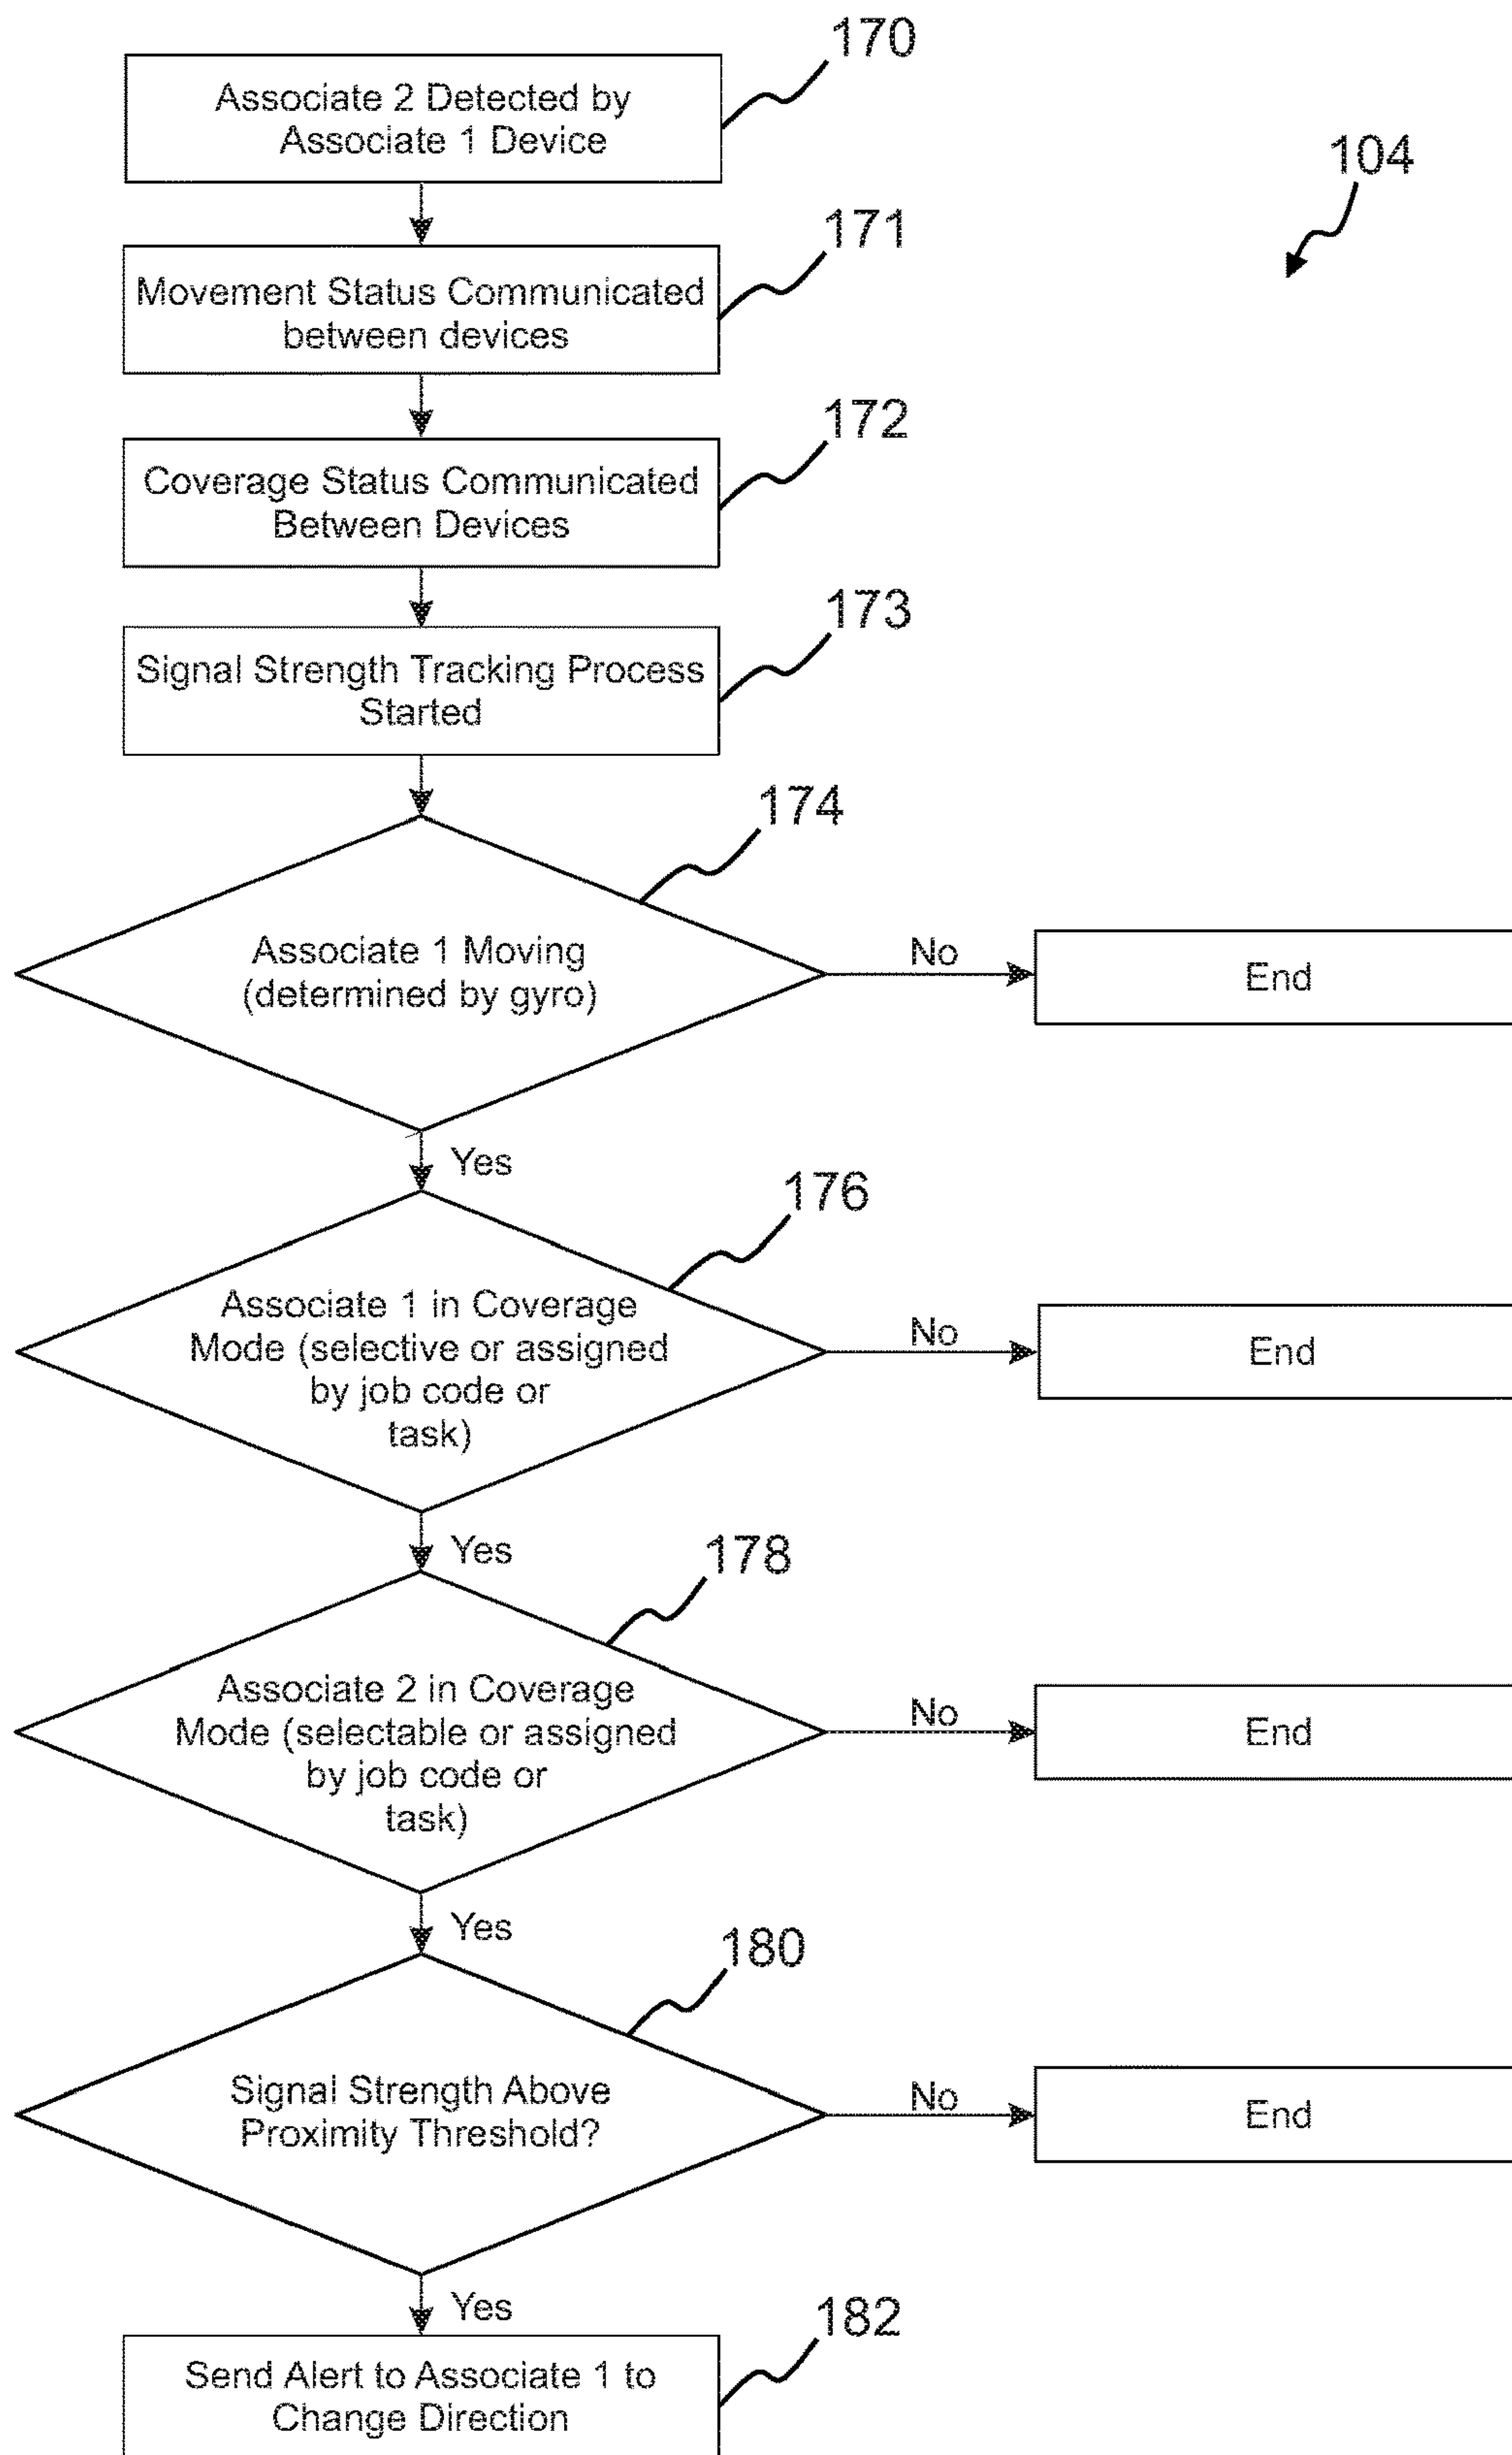 170
Associate 2 Detected by
Associate 1 Device
104
171
Movement Status Communicated
between devices
172
Coverage Status Communicated
Between Devices
173
Signal Strength Tracking Process
Started
174
Associate 1 Moving
(determined by gyro)
No
End
Yes
176
Associate 1 in Coverage
Mode (selective or assigned
by job code or
task)
No
End
Yes
178
Associate 2 in Coverage
Mode (selectable or assigned
by job code or
task)
No
End
Yes
180
Signal Strength Above
Proximity Threshold?
No
End
Yes
182
Send Alert to Associate 1 to
Change Direction